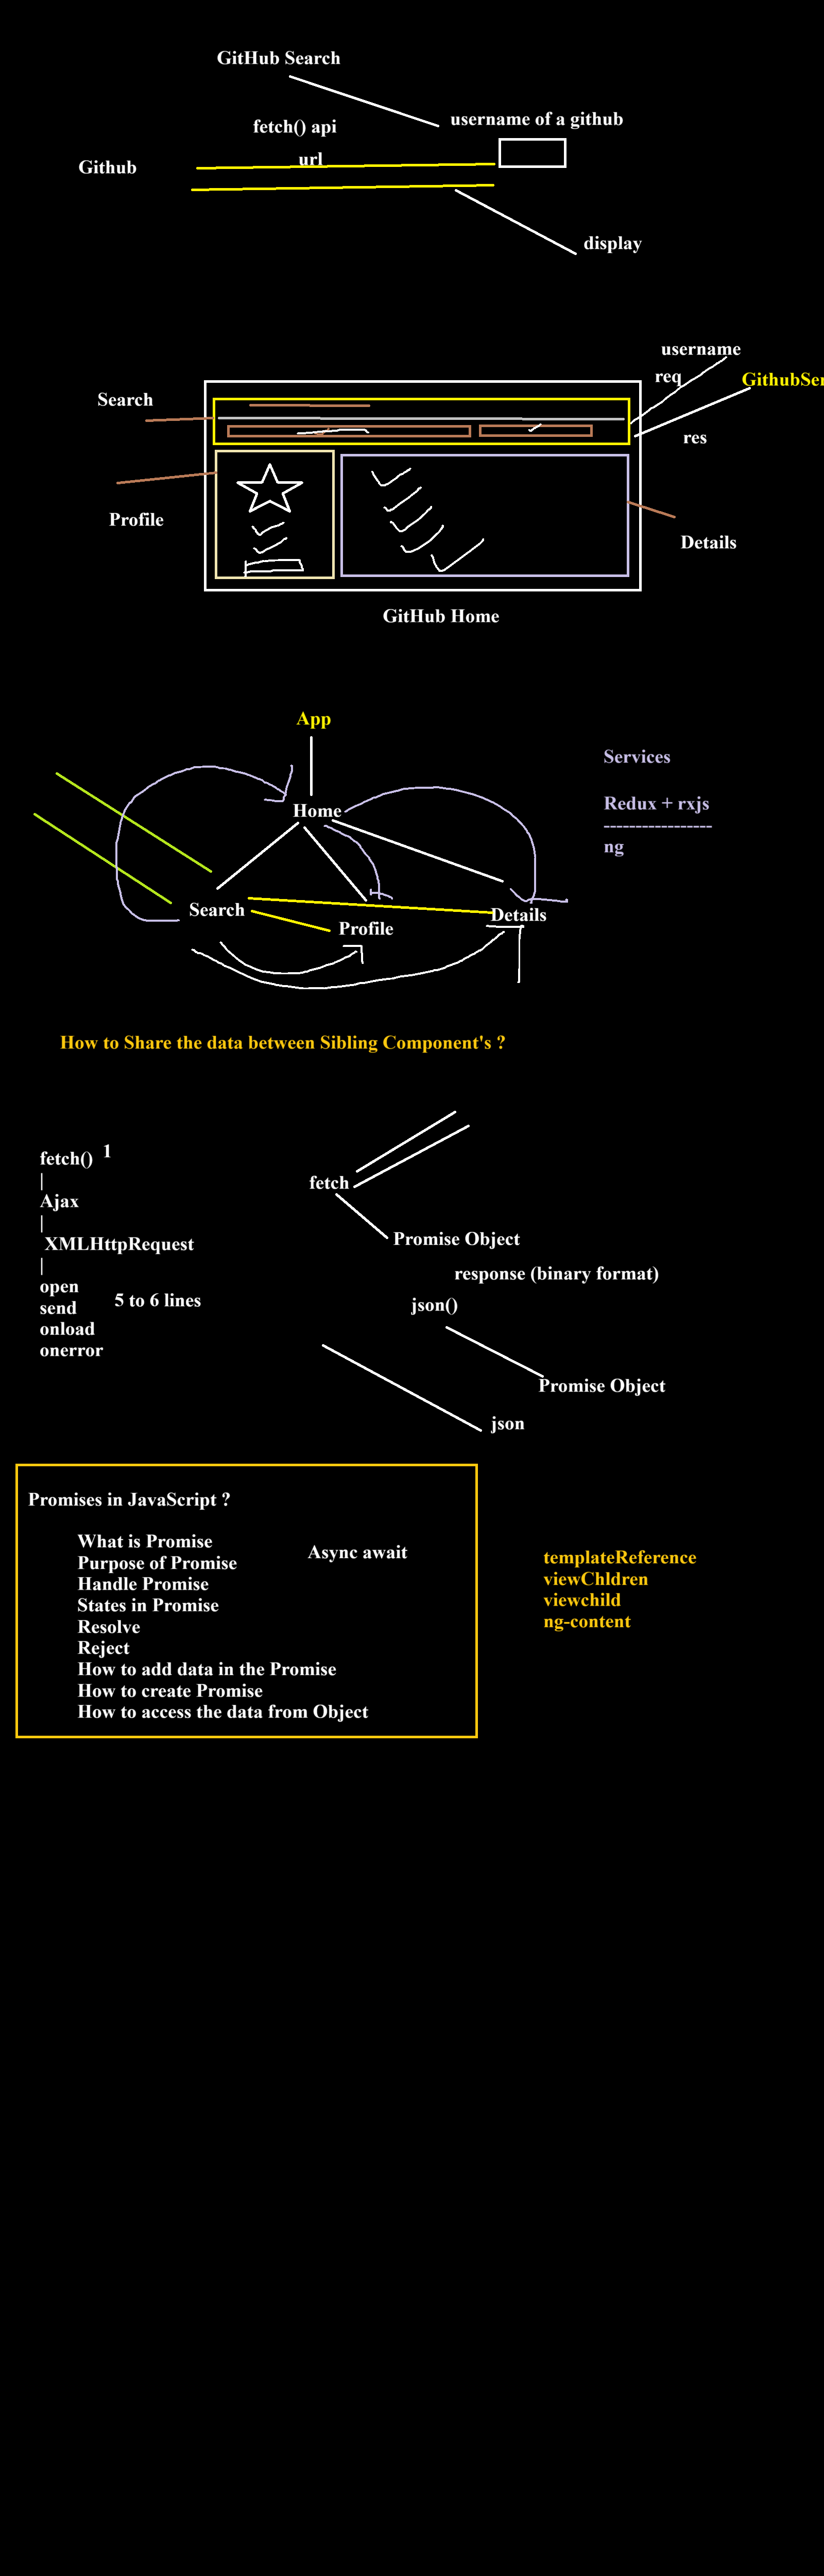 GitHub Search
username of a github
fetch() api
url
Github
display
username
req
GithubSer
Search
res
Profile
Details
GitHub Home
App
Services
Home
Redux + rxjs
-----------------
ng
Search
Profile
Details
How to Share the data between Sibling Component's ?
fetch() 1
|
Ajax
|
XMLHttpRequest
|
open
send
onload
onerror
5 to 6 lines
fetch
Promise Object
response (binary format)
json()
Promise Object
json
Promises in JavaScript ?
What is Promise
Purpose of Promise
Handle Promise
States in Promise
Resolve
Reject
How to add data in the Promise
How to create Promise
How to access the data from Object
Async await
templateReference
viewChldren
viewchild
ng-content